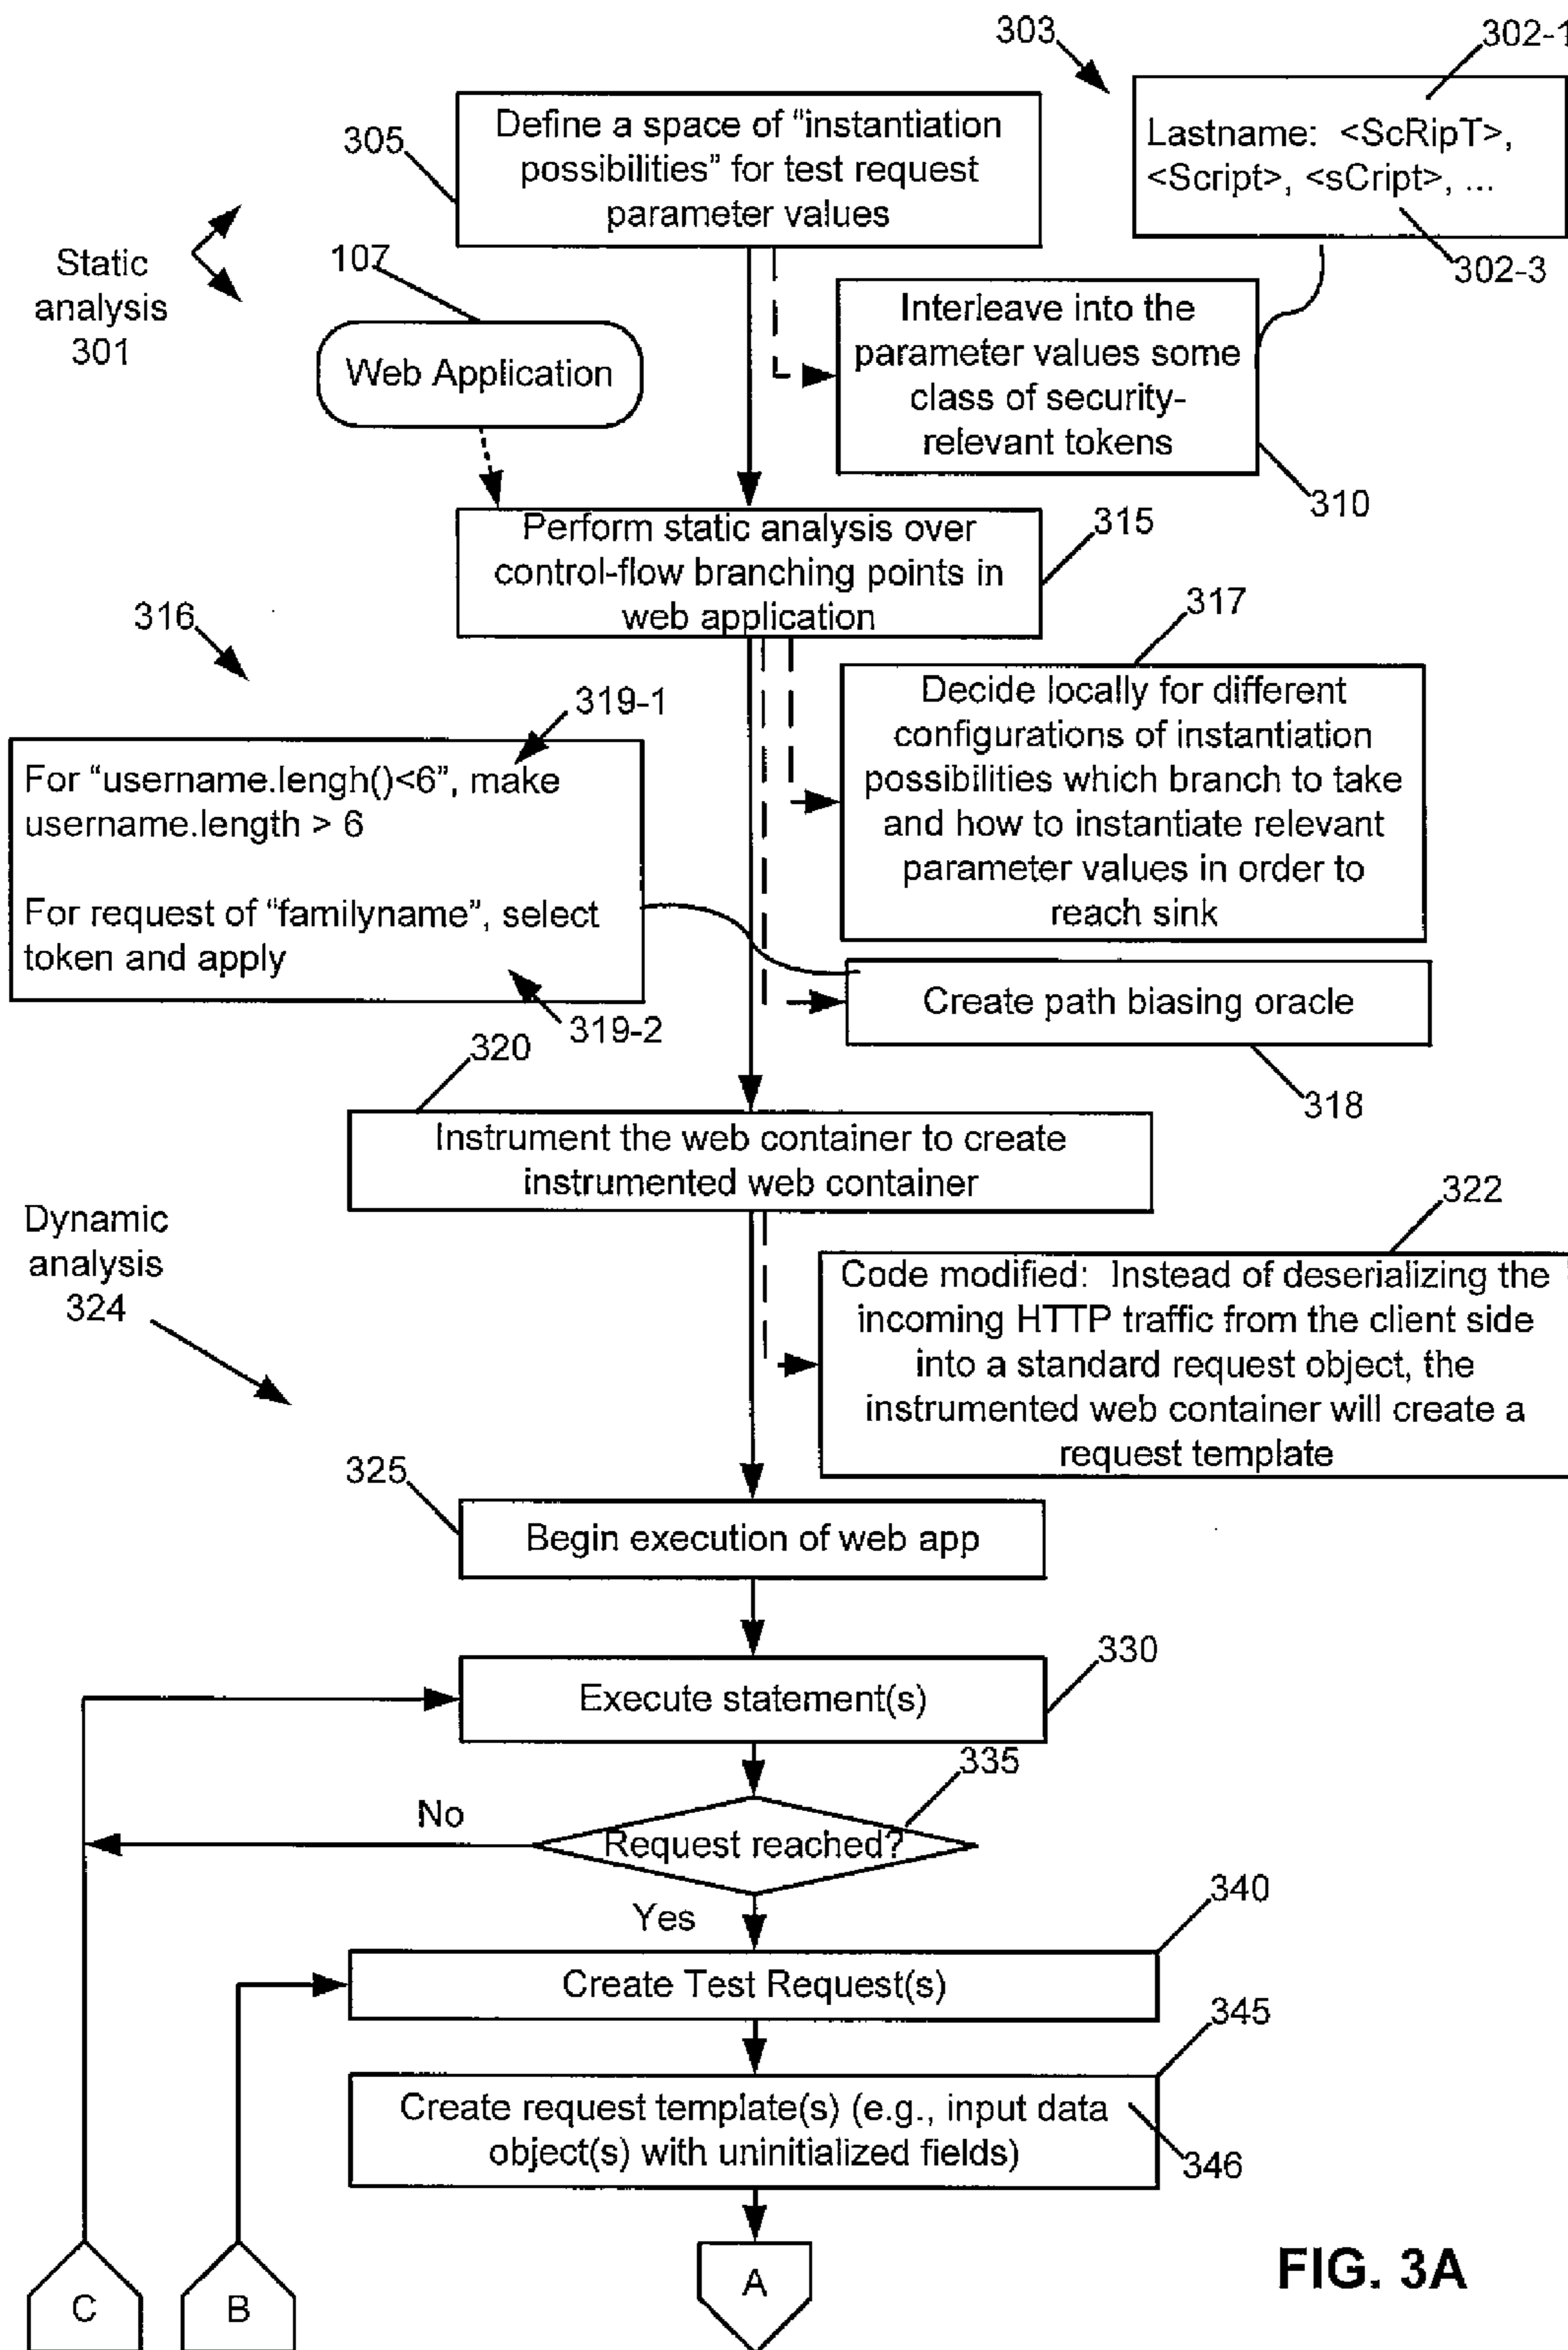 303
302-1
Define a space of “instantiation
possibilities” for test request
parameter values
305
Lastname: <ScRipT>,
<Script>, <sCript>, ...
302-3
Static
analysis
301
107
Web Application
Interleave into the
parameter values some
class of security-
relevant tokens
310
Perform static analysis over
control-flow branching points in
web application
315
316
317
Decide locally for different
configurations of instantiation
possibilities which branch to take
and how to instantiate relevant
parameter values in order to
reach sink
319-1
For “username.lengh()<6”, make
username.length > 6
For request of “familyname”, select
token and apply
319-2
Create path biasing oracle
318
320
Instrument the web container to create
instrumented web container
322
Dynamic
analysis
324
Code modified: Instead of deserializing the
incoming HTTP traffic from the client side
into a standard request object, the
instrumented web container will create a
request template
325
Begin execution of web app
330
Execute statement(s)
335
No
Request reached?
Yes
340
Create Test Request(s)
345
Create request template(s) (e.g., input data
object(s) with uninitialized fields)
346
C
B
A
FIG. 3A